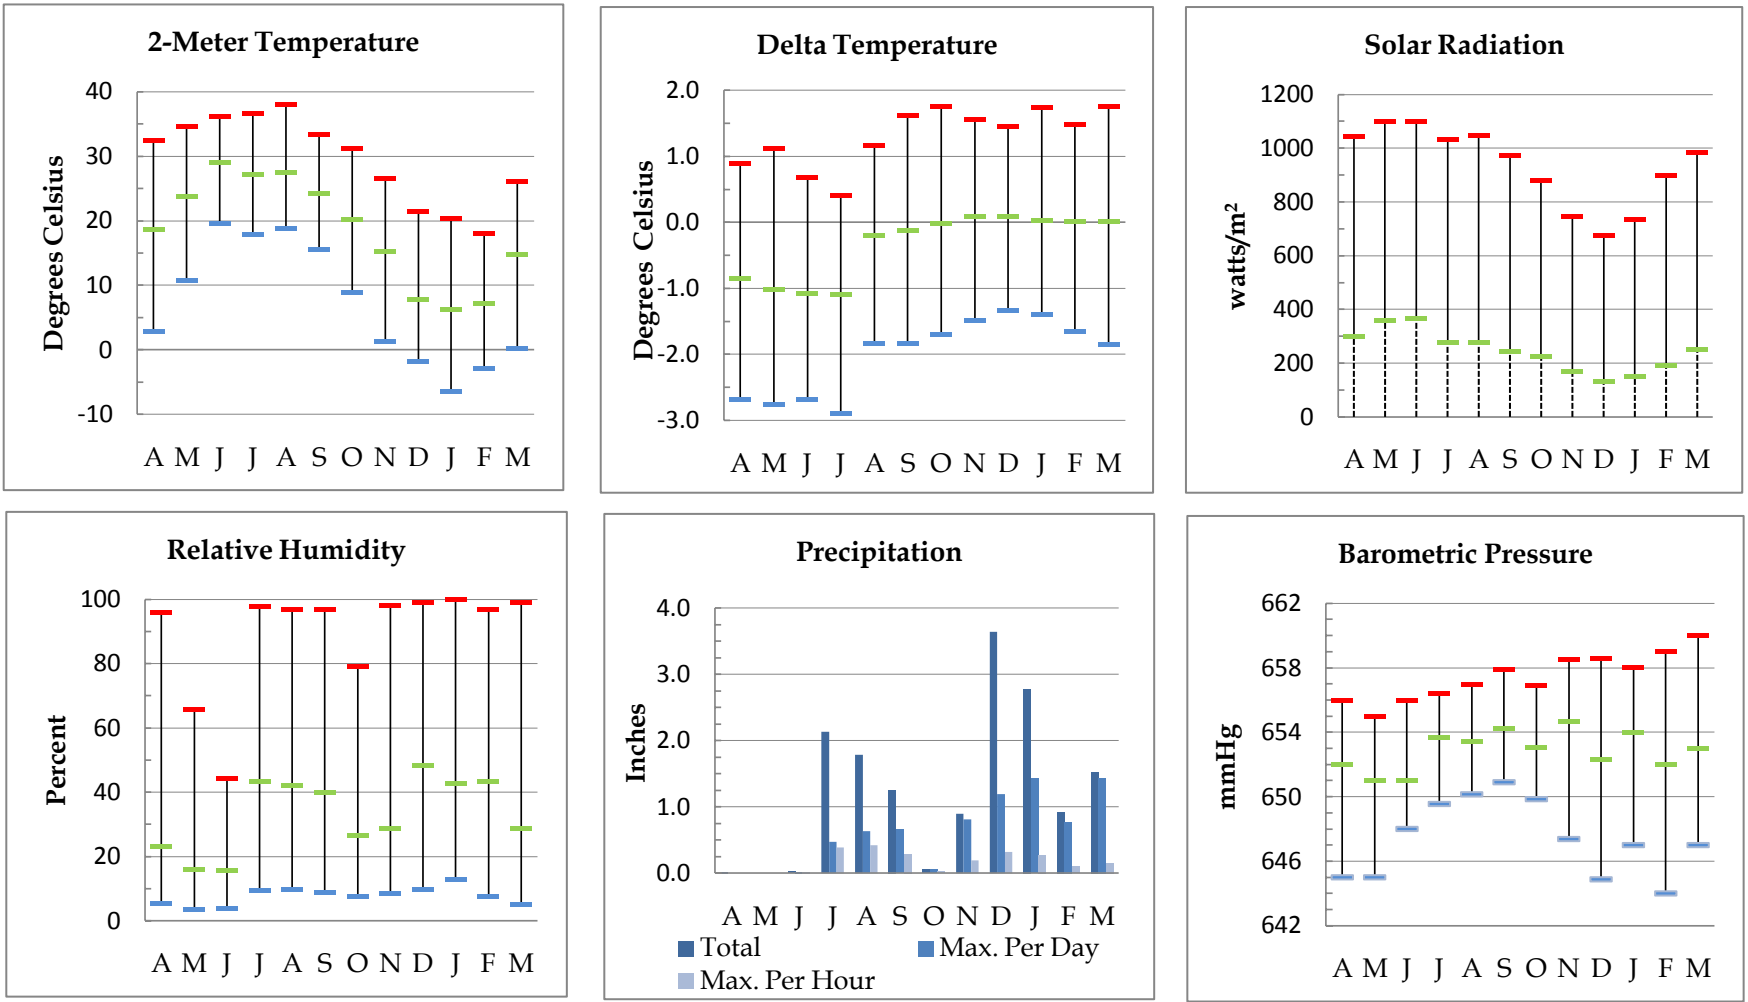 2-Meter Temperature
Degrees Celsius
40
30
20
10
0
-10
A M J J A S O N D J F M
Delta Temperature
Degrees Celsius
2.0
1.0
0.0
-1.0
-2.0
-3.0
A M J J A S O N D J F M
Solar Radiation
watts/m²
1200
1000
800
600
400
200
0
A M J J A S O N D J F M
Relative Humidity
Percent
100
80
60
40
20
0
A M J J A S O N D J F M
Precipitation
Inches
4.0
3.0
2.0
1.0
0.0
A M J J A S O N D J F M
Total Max. Per Day
Max. Per Hour
Barometric Pressure
mmHg
662
658
654
650
646
642
A M J J A S O N D J F M